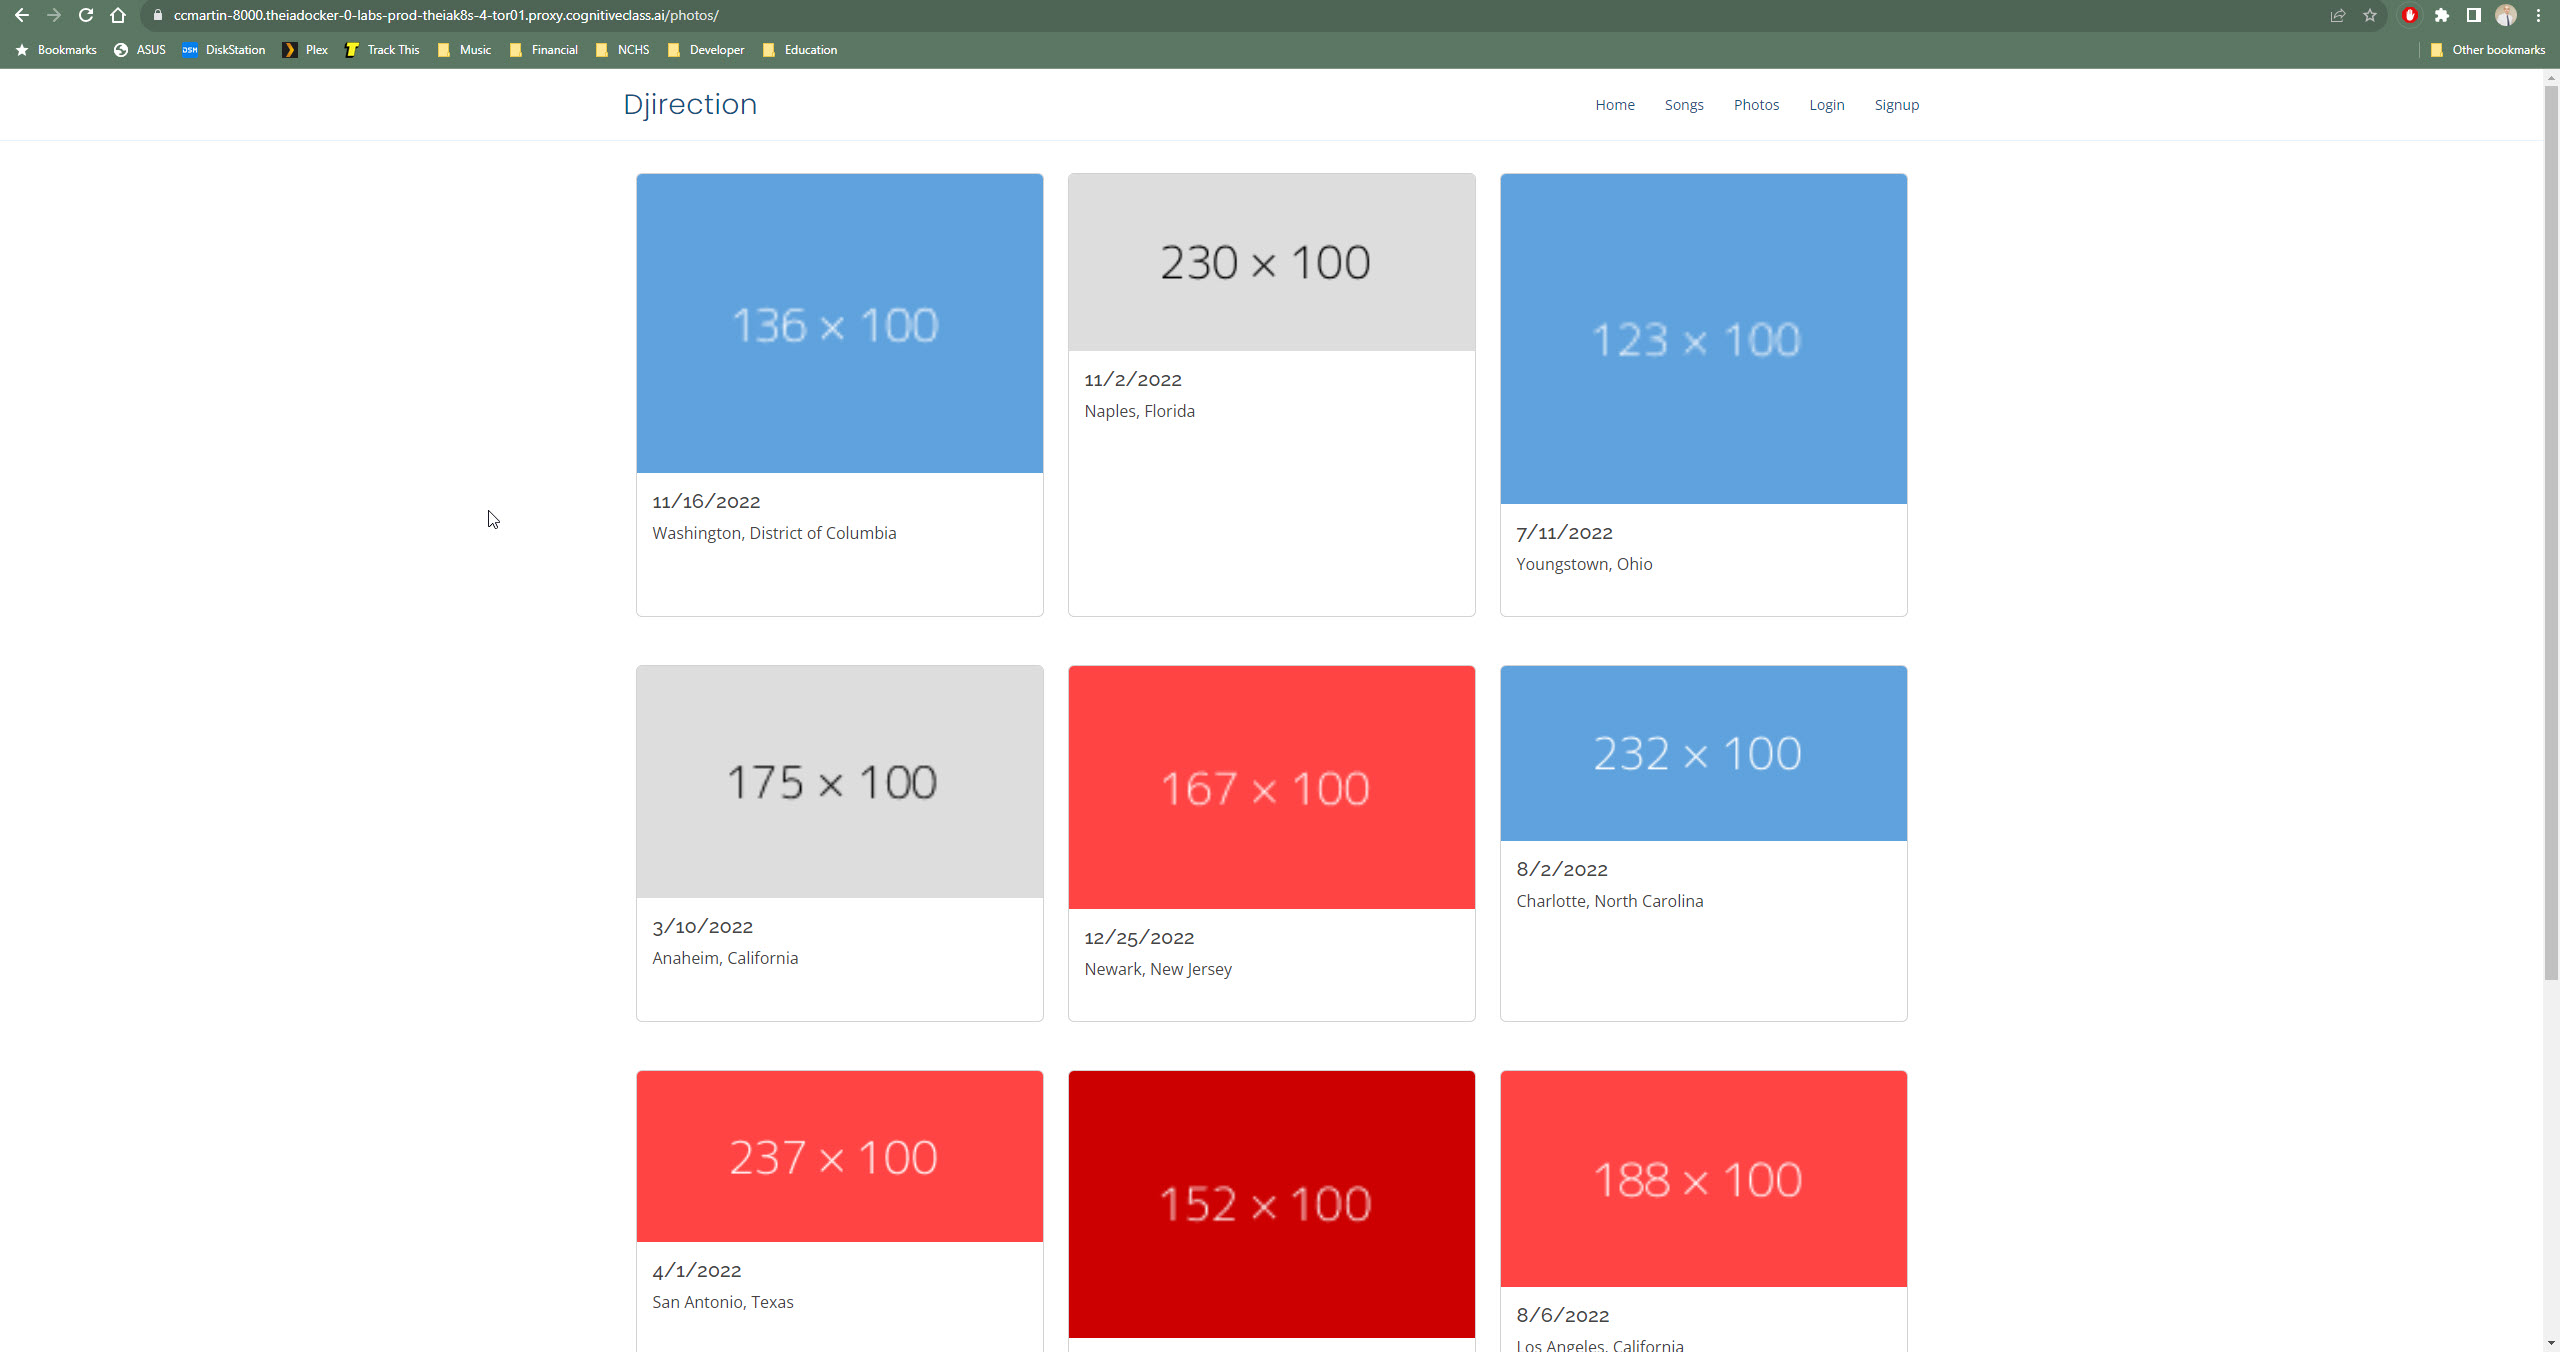 ccmartin-8000.theiadocker-0-labs-prod-theiak8s-4-tor01.proxy.cognitiveclass.ai/photos/
Bookmarks ASUS DSM DiskStation Plex Track This Music Financial NCHS Developer Education Other bookmarks
Djirection Home Songs Photos Login Signup
136 × 100
11/16/2022
Washington, District of Columbia
230 × 100
11/2/2022
Naples, Florida
123 × 100
7/11/2022
Youngstown, Ohio
175 × 100
3/10/2022
Anaheim, California
167 × 100
12/25/2022
Newark, New Jersey
232 × 100
8/2/2022
Charlotte, North Carolina
237 × 100
4/1/2022
San Antonio, Texas
152 × 100
188 × 100
8/6/2022
Los Angeles, California